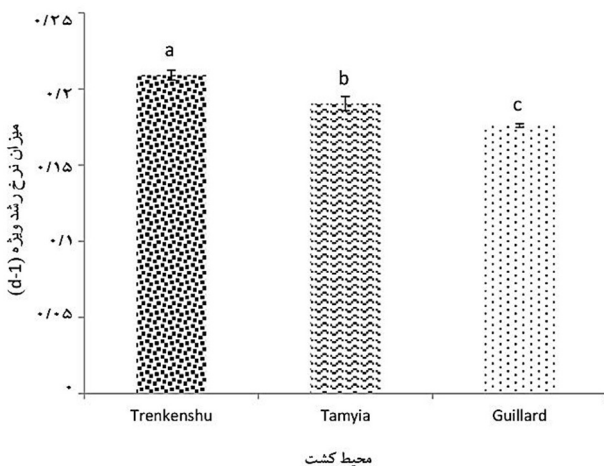 ۰/۲۵
۰/۲
۰/۱۵
۰/۱
۰/۰۵
۰
میزان نرخ رشد ویژه (d-1)
a
b
c
Trenkenshu
Tamyia
Guillard
محیط کشت